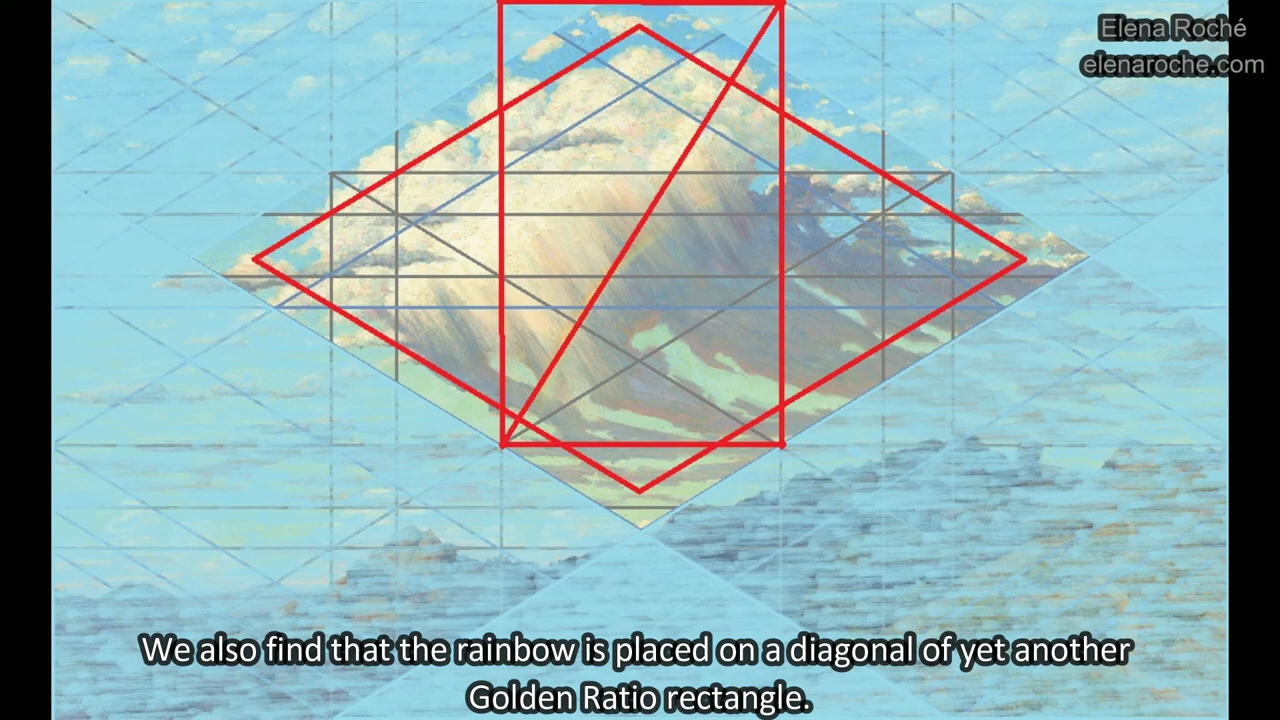 Elena Roché
elenaroche.com
We also find that the rainbow is placed on a diagonal of yet another
Golden Ratio rectangle.